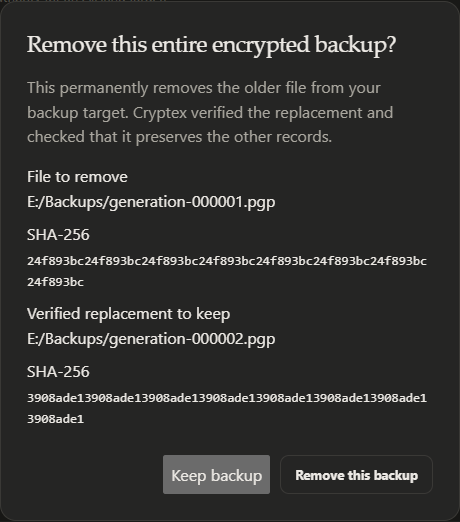 Remove this entire encrypted backup?
This permanently removes the older file from your
backup target. Cryptex verified the replacement and
checked that it preserves the other records.
File to remove
E:/Backups/generation-000001.pgp
SHA-256
24f893bc24f893bc24f893bc24f893bc24f893bc24f893bc24f893bc
24f893bc
Verified replacement to keep
E:/Backups/generation-000002.pgp
SHA-256
3908ade13908ade13908ade13908ade13908ade13908ade13908ade1
3908ade1
Keep backup
Remove this backup